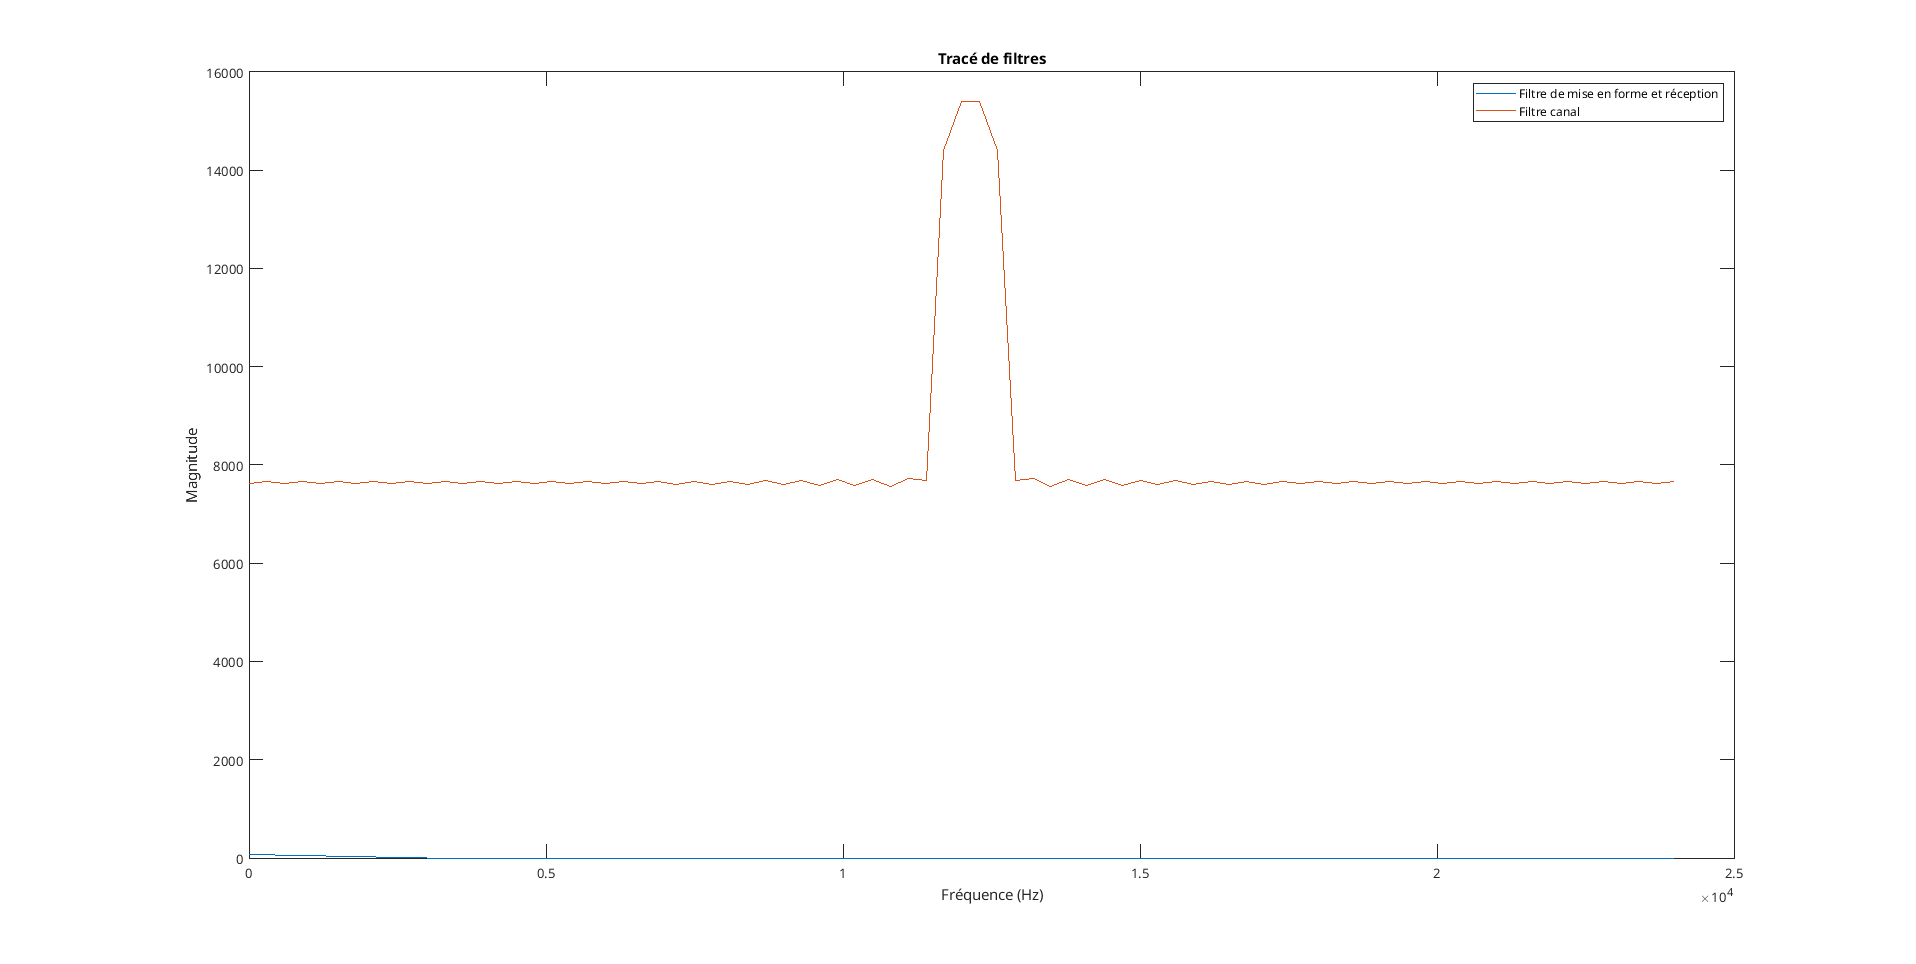 Tracé de filtres
16000
14000
12000
10000
8000
6000
4000
2000
0
Magnitude
Filtre de mise en forme et réception
Filtre canal
0 0.5 1 1.5 2 2.5
×10⁴
Fréquence (Hz)